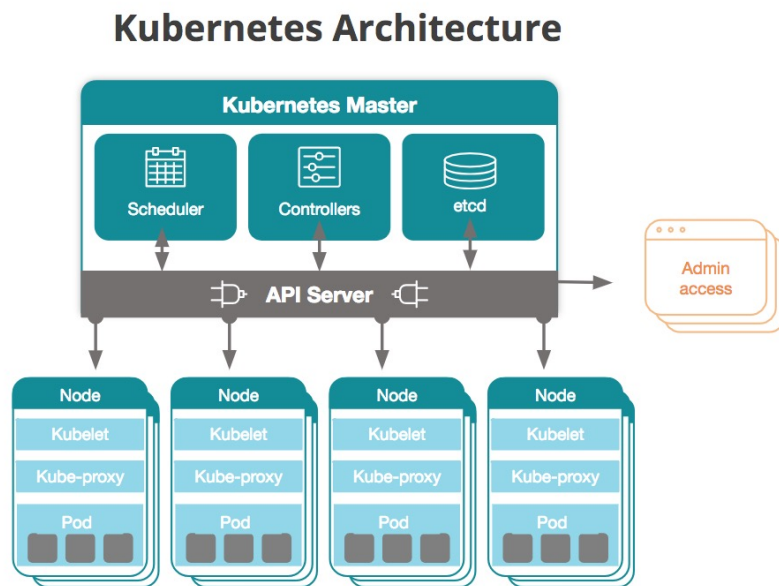 Kubernetes Architecture
Kubernetes Master
Scheduler
Controllers
etcd
API Server
Admin
access
Node
Kubelet
Kube-proxy
Pod
Node
Kubelet
Kube-proxy
Pod
Node
Kubelet
Kube-proxy
Pod
Node
Kubelet
Kube-proxy
Pod